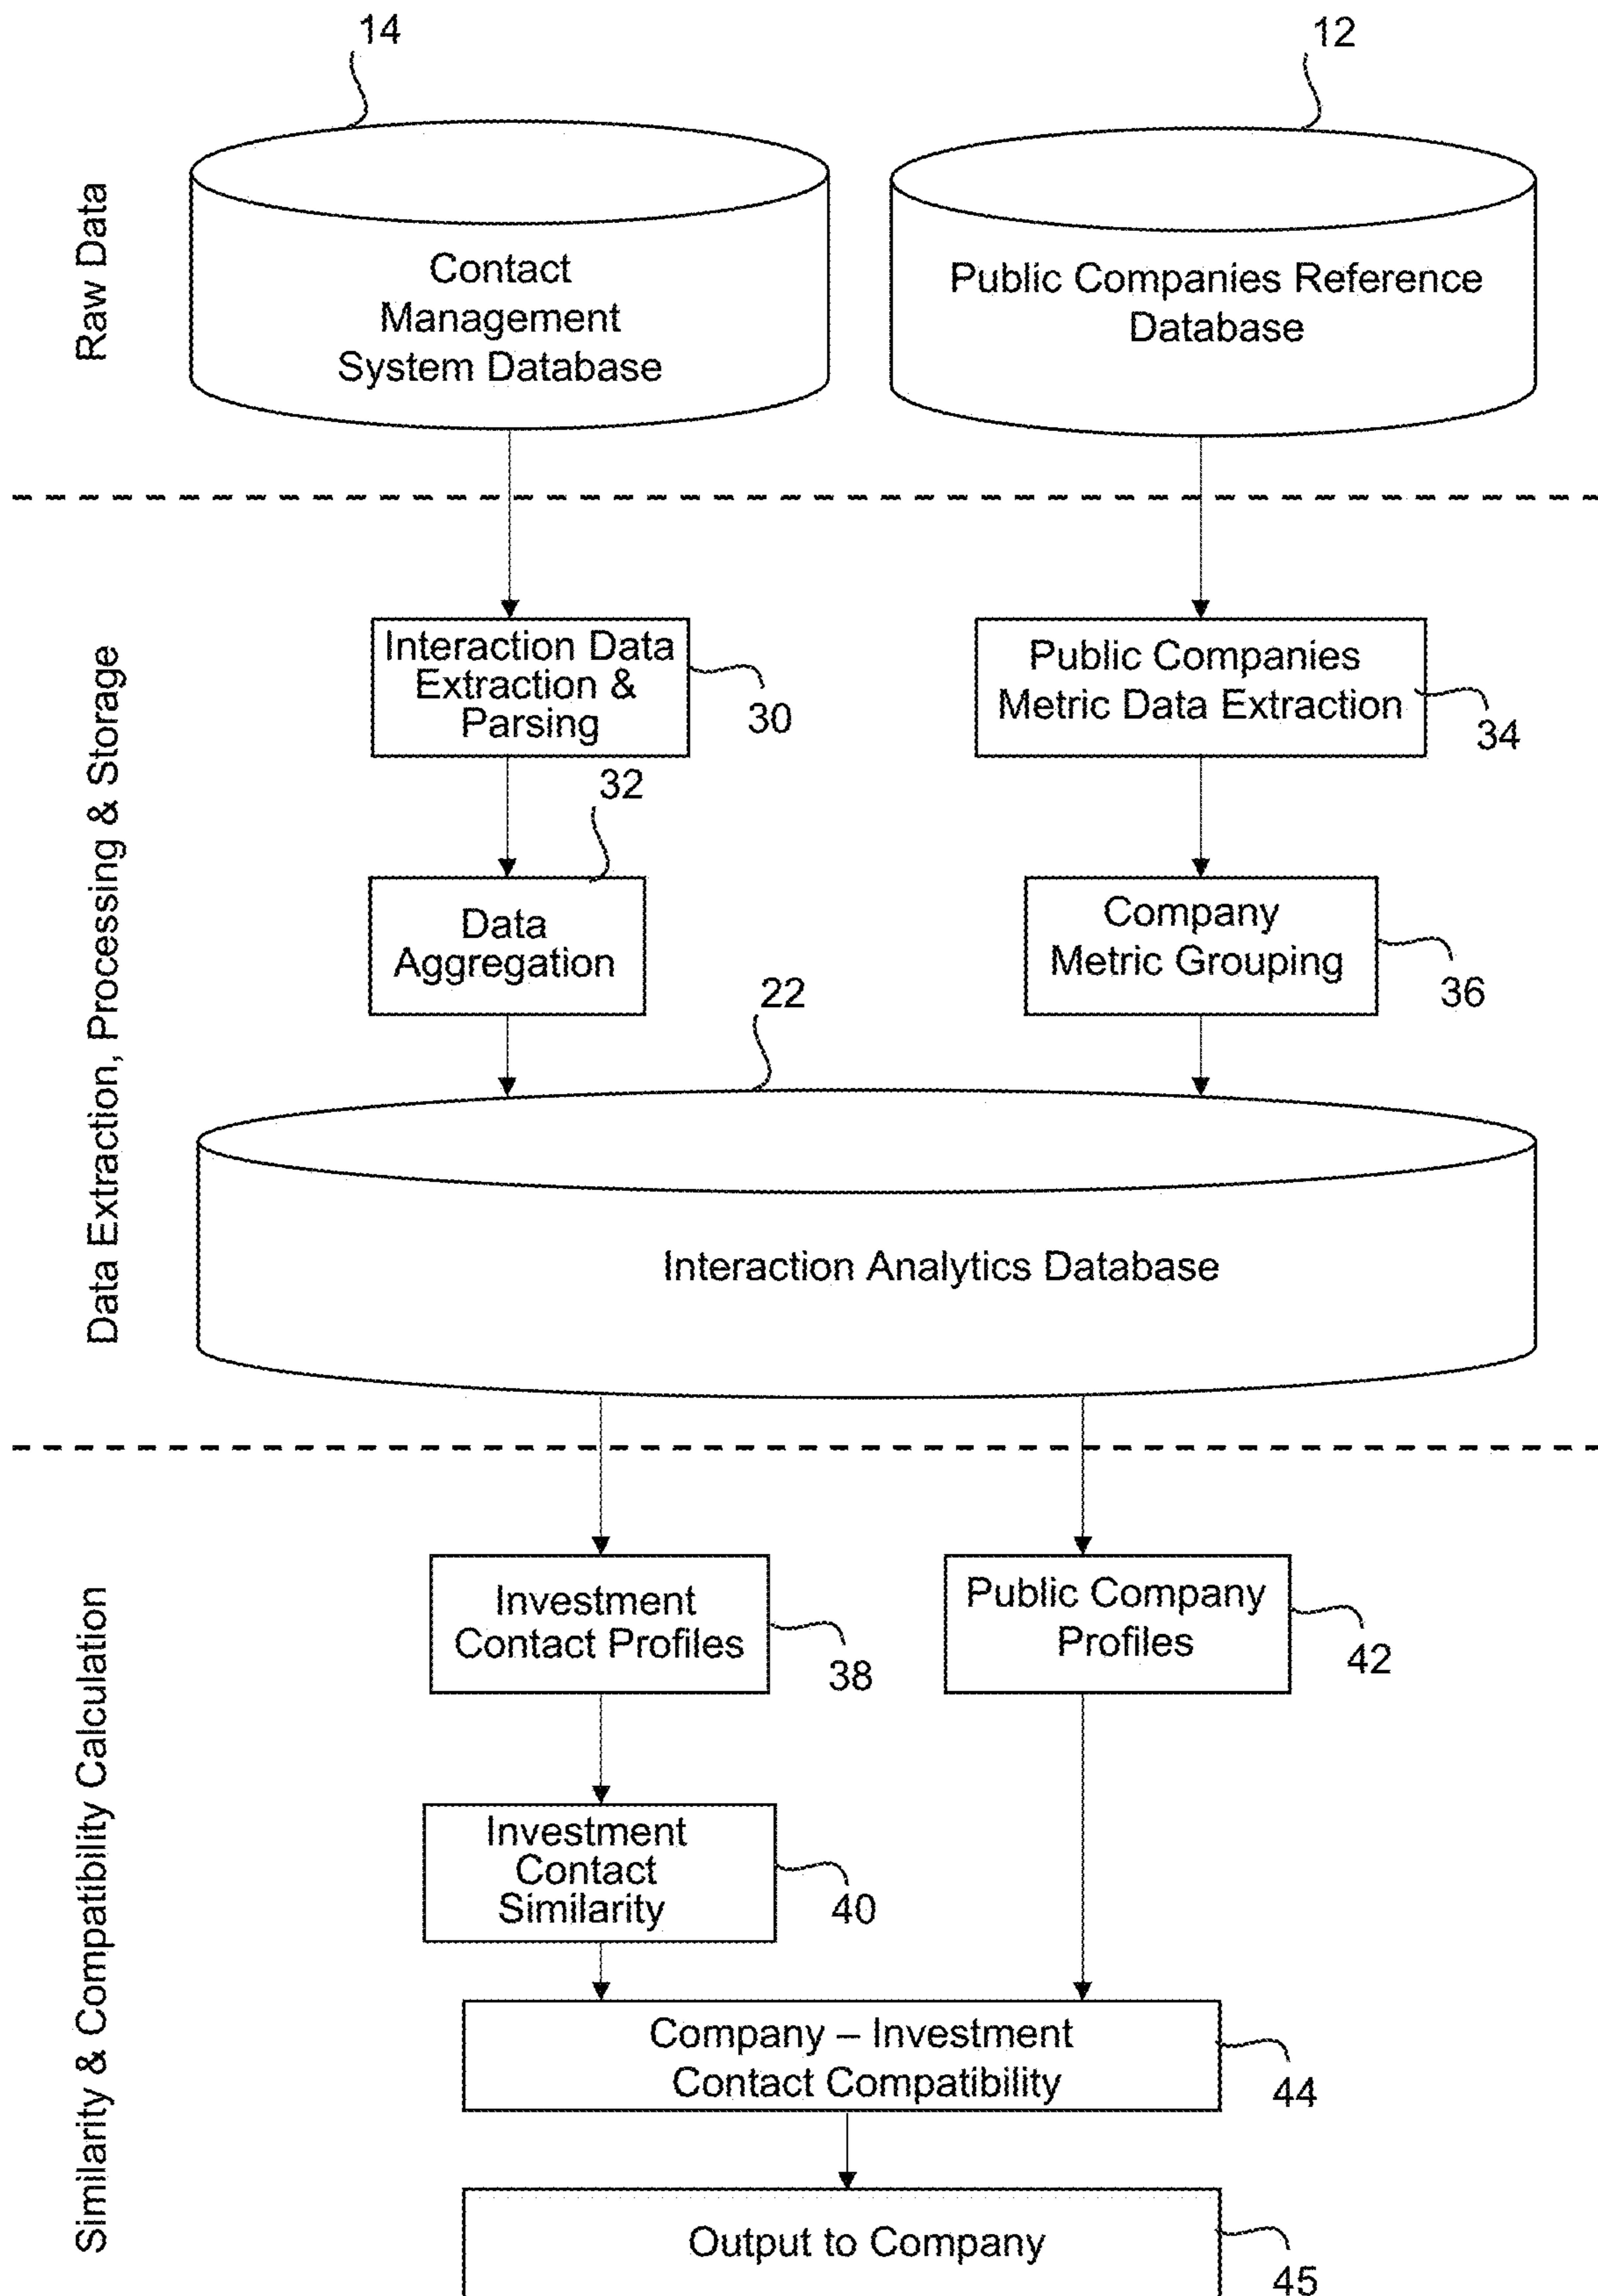 14
12
Raw Data
Contact
Management
System Database
Public Companies Reference
Database
Data Extraction, Processing & Storage
Interaction Data
Extraction &
Parsing
30
Public Companies
Metric Data Extraction
34
32
Data
Aggregation
Company
Metric Grouping
36
22
Interaction Analytics Database
Similarity & Compatibility Calculation
Investment
Contact Profiles
38
Public Company
Profiles
42
Investment
Contact
Similarity
40
Company – Investment
Contact Compatibility
44
Output to Company
45